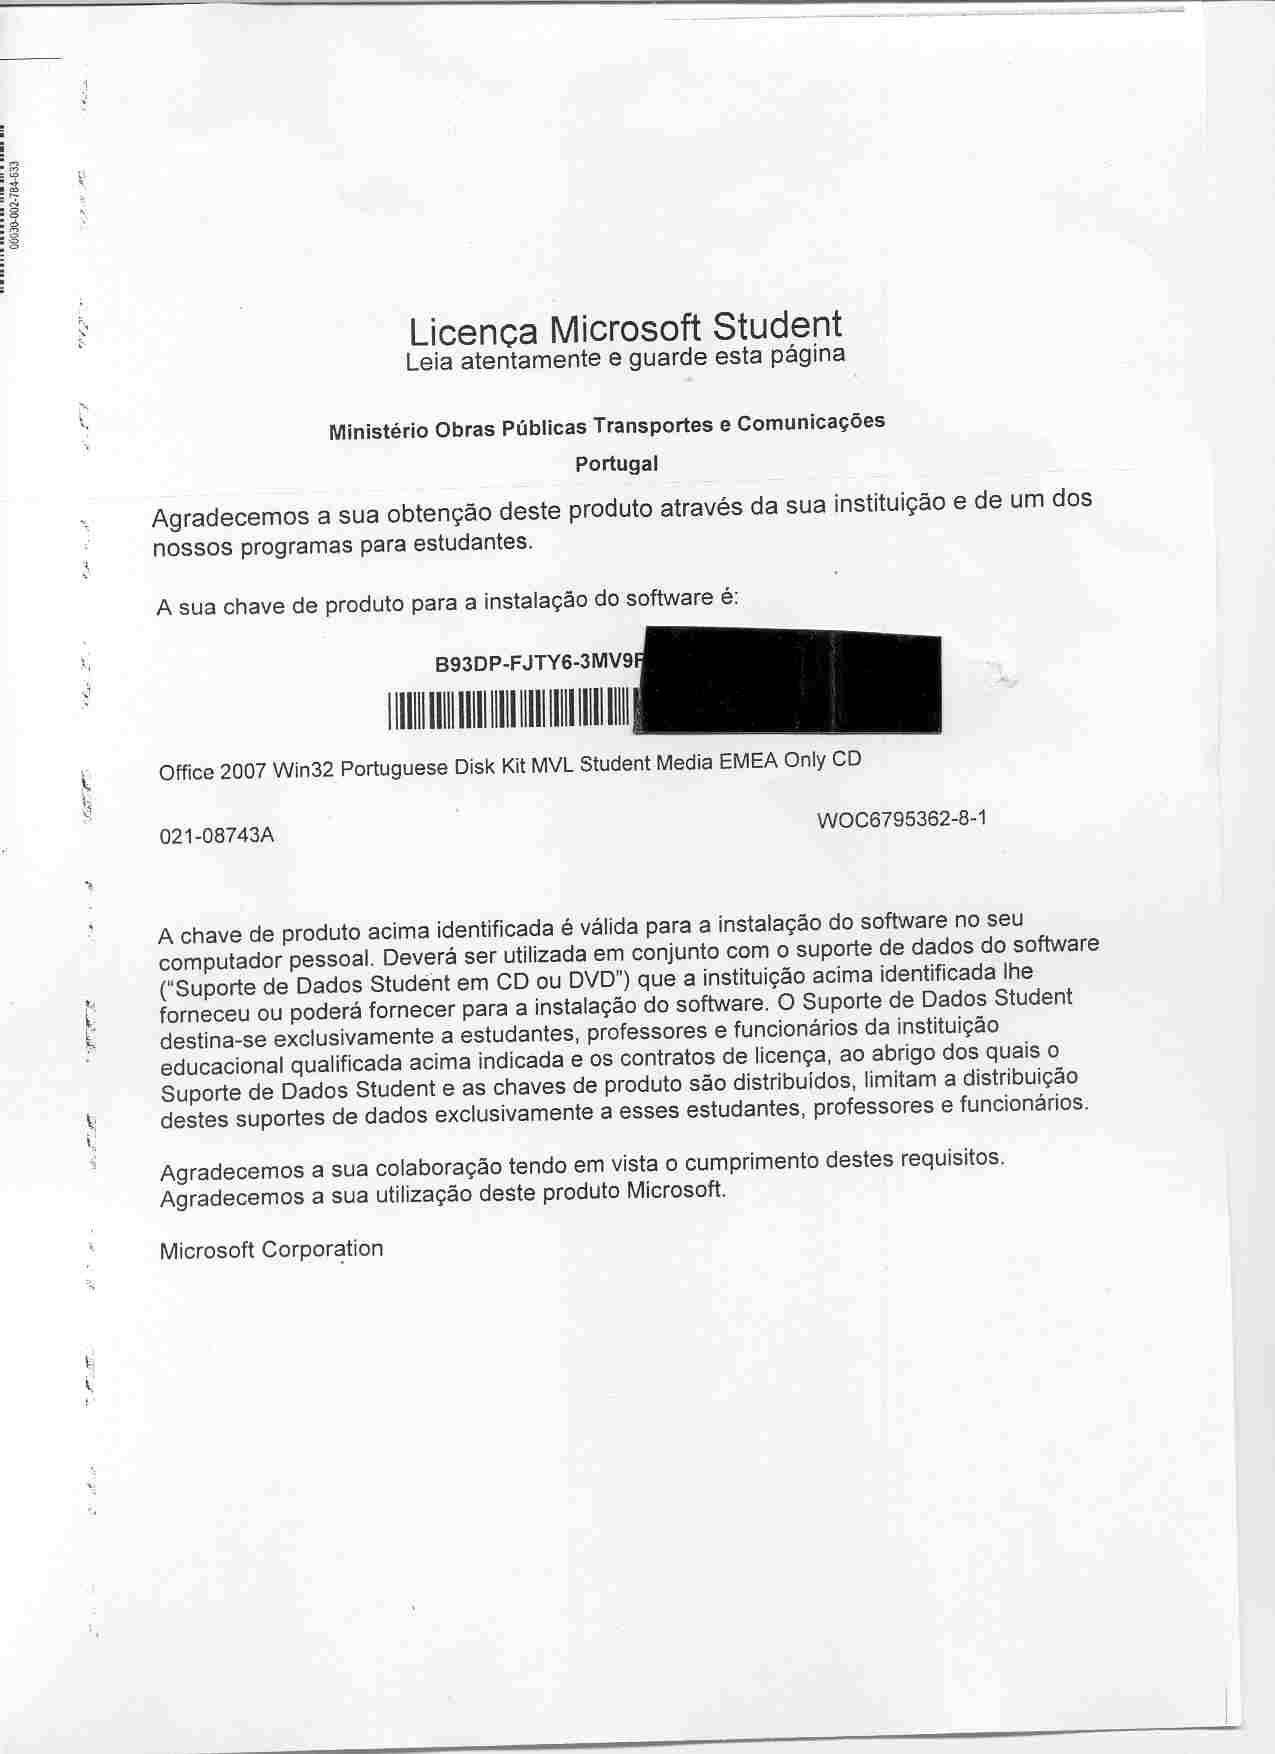 00030-002-784-633
Licença Microsoft Student
Leia atentamente e guarde esta página
Ministério Obras Públicas Transportes e Comunicações
Portugal
Agradecemos a sua obtenção deste produto através da sua instituição e de um dos
nossos programas para estudantes.
A sua chave de produto para a instalação do software é:
B93DP-FJTY6-3MV9
Office 2007 Win32 Portuguese Disk Kit MVL Student Media EMEA Only CD
021-08743A
WOC6795362-8-1
A chave de produto acima identificada é válida para a instalação do software no seu
computador pessoal. Deverá ser utilizada em conjunto com o suporte de dados do software
("Suporte de Dados Student em CD ou DVD") que a instituição acima identificada lhe
forneceu ou poderá fornecer para a instalação do software. O Suporte de Dados Student
destina-se exclusivamente a estudantes, professores e funcionários da instituição
educacional qualificada acima indicada e os contratos de licença, ao abrigo dos quais o
Suporte de Dados Student e as chaves de produto são distribuídos, limitam a distribuição
destes suportes de dados exclusivamente a esses estudantes, professores e funcionários.
Agradecemos a sua colaboração tendo em vista o cumprimento destes requisitos.
Agradecemos a sua utilização deste produto Microsoft.
Microsoft Corporation